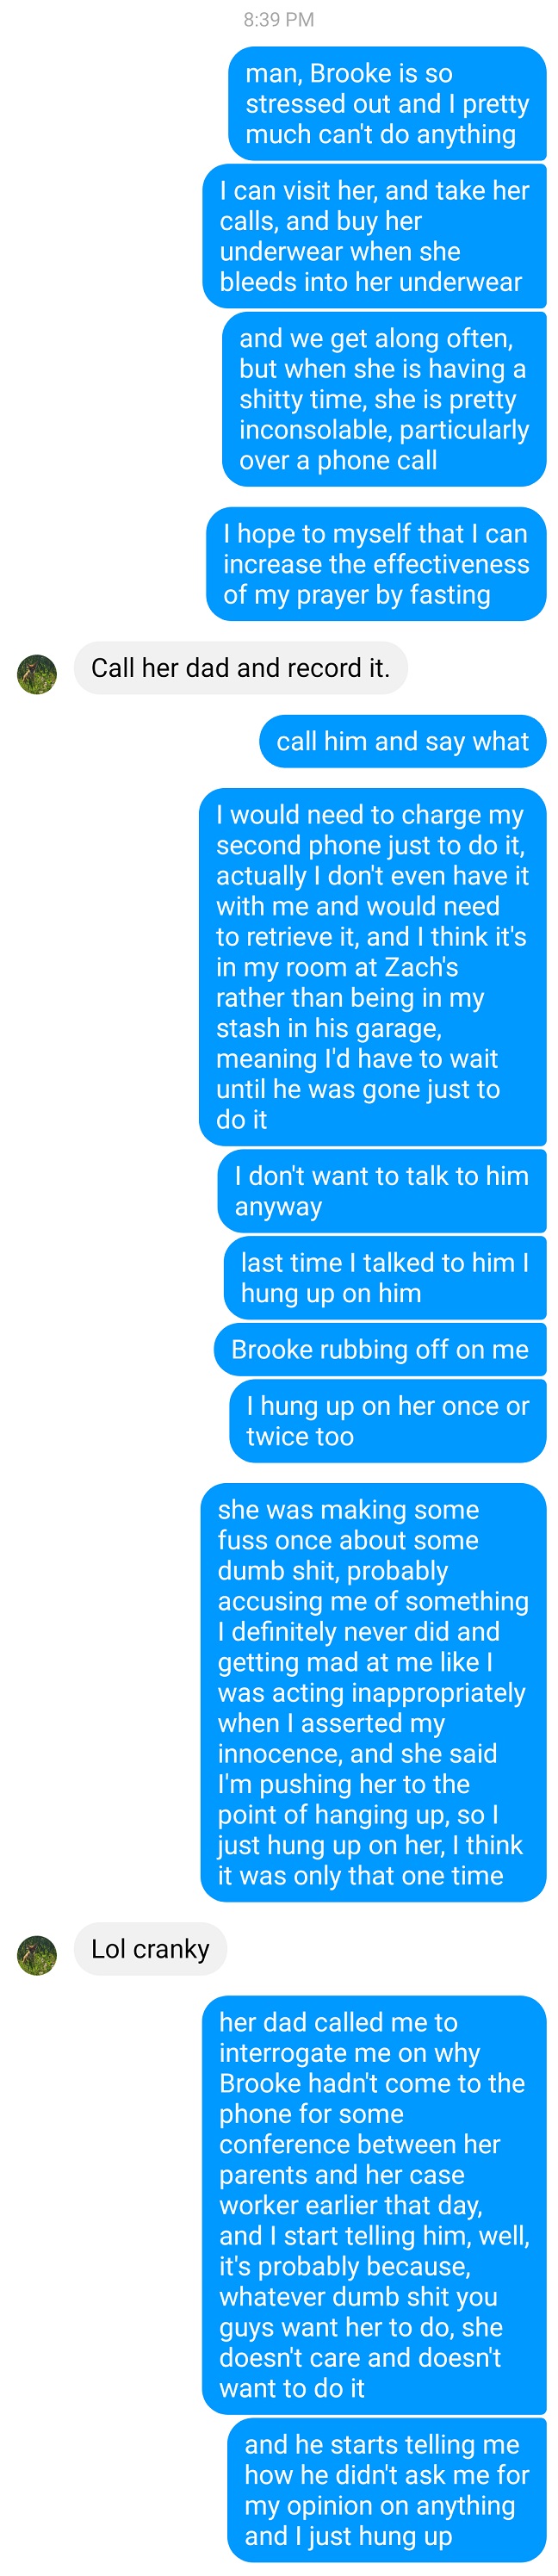 8:39 PM
man, Brooke is so
stressed out and I pretty
much can't do anything
I can visit her, and take her
calls, and buy her
underwear when she
bleeds into her underwear
and we get along often,
but when she is having a
shitty time, she is pretty
inconsolable, particularly
over a phone call
I hope to myself that I can
increase the effectiveness
of my prayer by fasting
Call her dad and record it.
call him and say what
I would need to charge my
second phone just to do it,
actually I don't even have it
with me and would need
to retrieve it, and I think it's
in my room at Zach's
rather than being in my
stash in his garage,
meaning I'd have to wait
until he was gone just to
do it
I don't want to talk to him
anyway
last time I talked to him I
hung up on him
Brooke rubbing off on me
I hung up on her once or
twice too
she was making some
fuss once about some
dumb shit, probably
accusing me of something
I definitely never did and
getting mad at me like I
was acting inappropriately
when I asserted my
innocence, and she said
I'm pushing her to the
point of hanging up, so I
just hung up on her, I think
it was only that one time
Lol cranky
her dad called me to
interrogate me on why
Brooke hadn't come to the
phone for some
conference between her
parents and her case
worker earlier that day,
and I start telling him, well,
it's probably because,
whatever dumb shit you
guys want her to do, she
doesn't care and doesn't
want to do it
and he starts telling me
how he didn't ask me for
my opinion on anything
and I just hung up